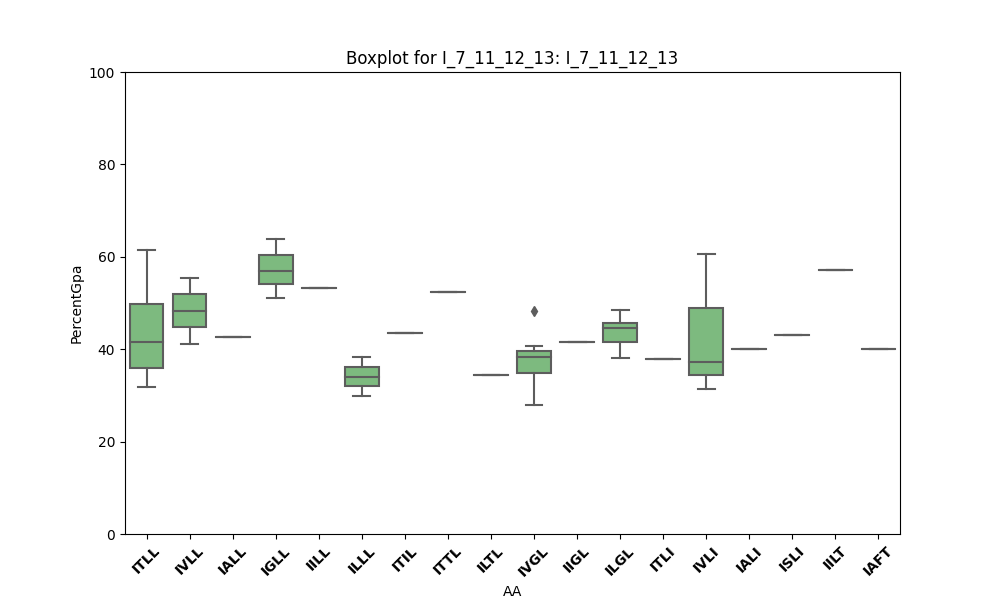 Boxplot for I_7_11_12_13: I_7_11_12_13
100
80
60
40
20
0
PercentGpa
ITLL IVLL IALL IGLL IILL ILLL ITIL ITTL ILTL IVGL IIGL ILGL ITLI IVLI IALI ISLI IILT IAFT
AA